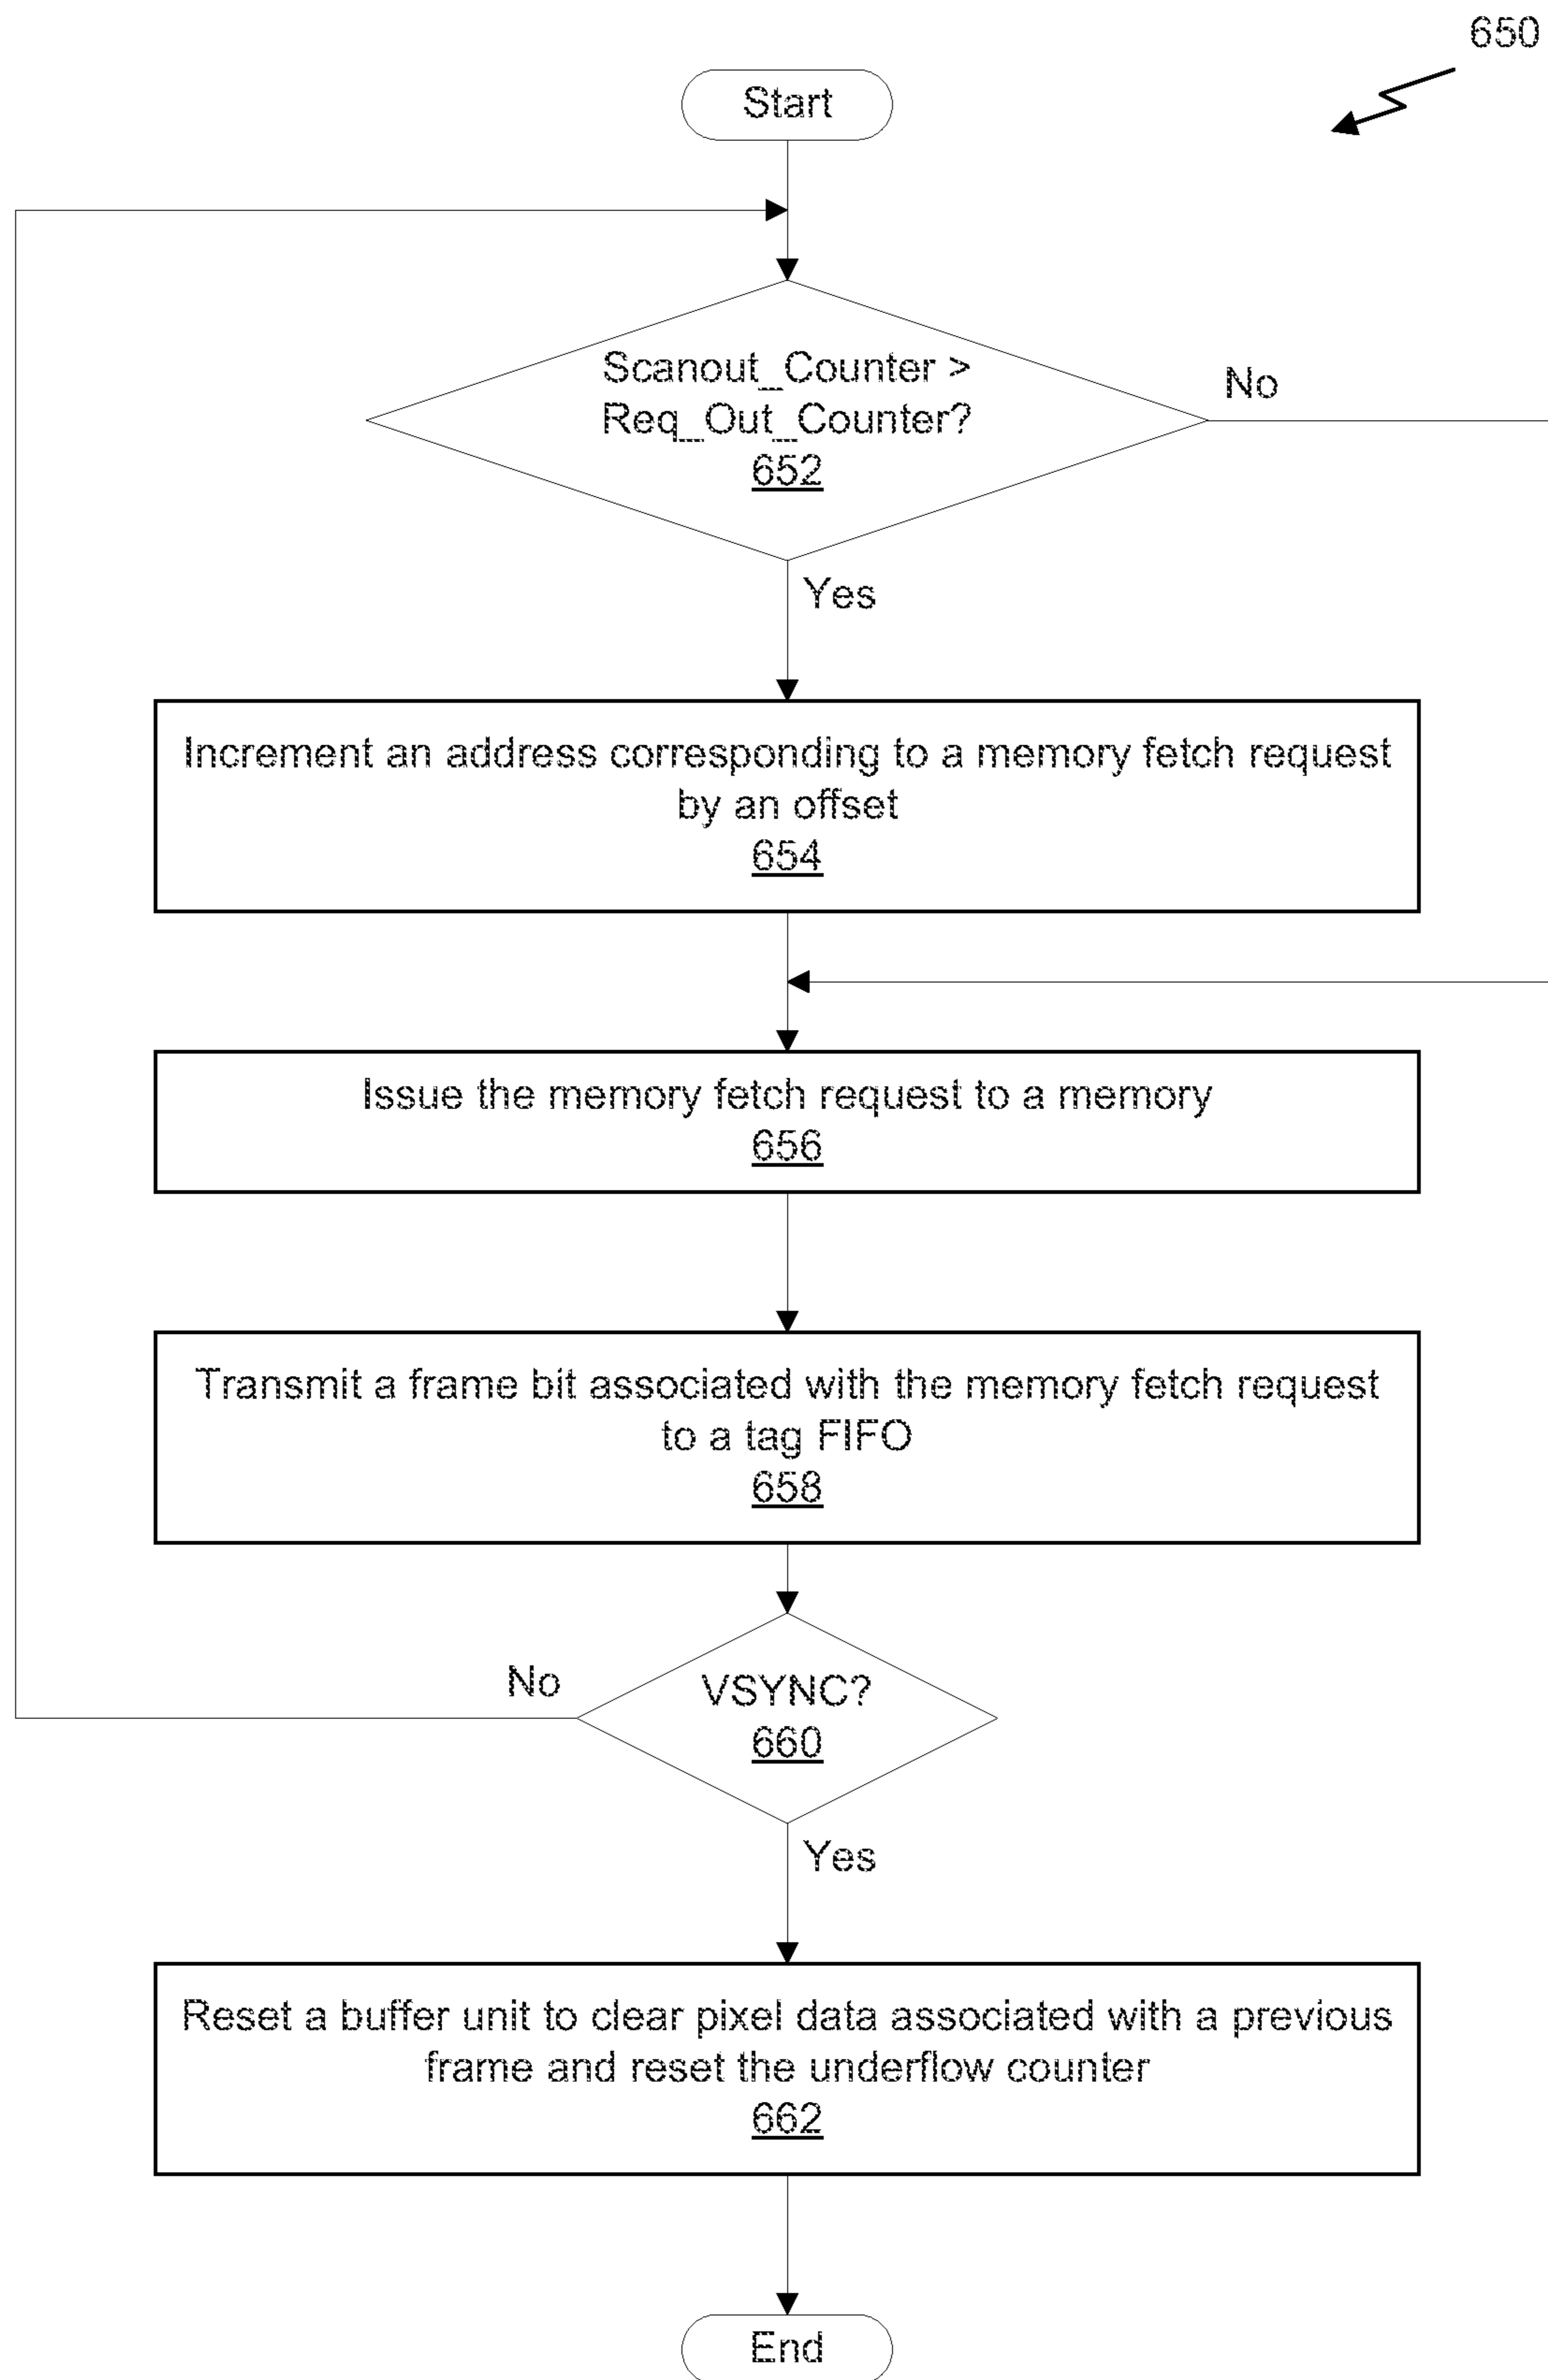 650
Start
Scanout_Counter >
Req_Out_Counter?
652
No
Yes
Increment an address corresponding to a memory fetch request
by an offset
654
Issue the memory fetch request to a memory
656
Transmit a frame bit associated with the memory fetch request
to a tag FIFO
658
No
VSYNC?
660
Yes
Reset a buffer unit to clear pixel data associated with a previous
frame and reset the underflow counter
662
End